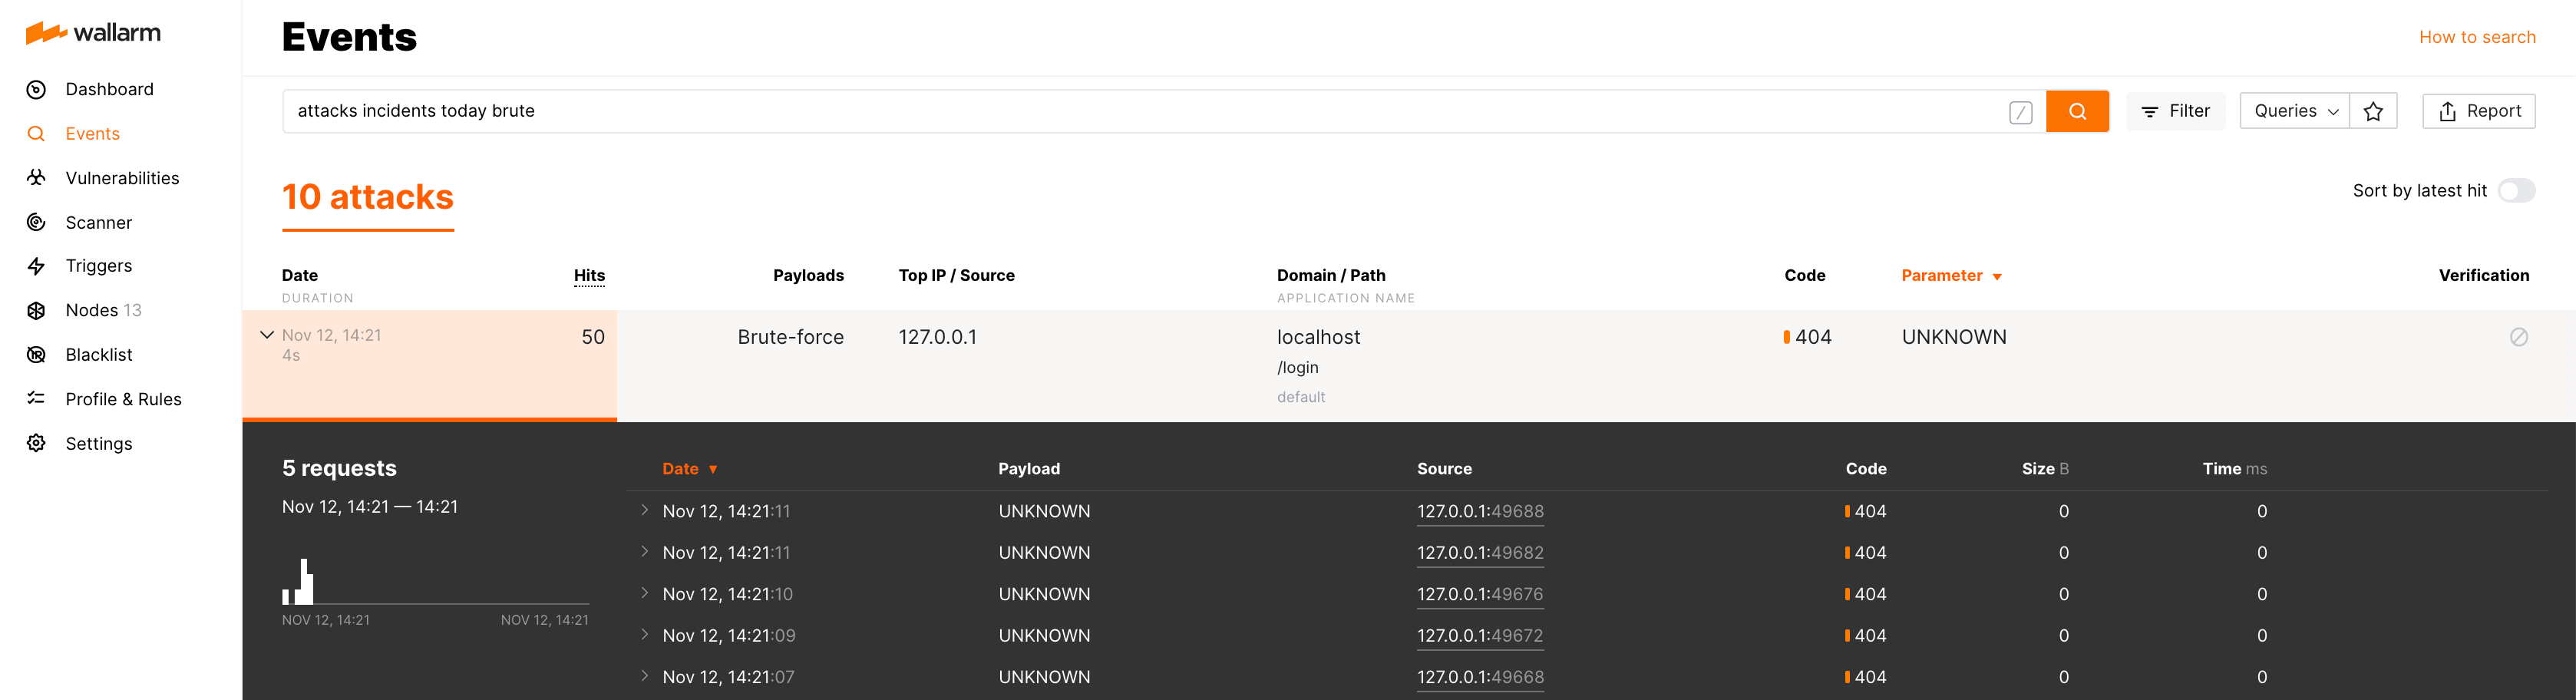 wallarm
Dashboard
Events
Vulnerabilities
Scanner
Triggers
Nodes 13
Blacklist
Profile & Rules
Settings
Events
How to search
attacks incidents today brute
/
Filter
Queries
Report
10 attacks
Sort by latest hit
Date Hits Payloads Top IP / Source Domain / Path Code Parameter Verification
DURATION APPLICATION NAME
Nov 12, 14:21 50 Brute-force 127.0.0.1 localhost 404 UNKNOWN
4s
/login
default
5 requests
Nov 12, 14:21 — 14:21
NOV 12, 14:21 NOV 12, 14:21
Date Payload Source Code Size B Time ms
Nov 12, 14:21:11 UNKNOWN 127.0.0.1:49688 404 0 0
Nov 12, 14:21:11 UNKNOWN 127.0.0.1:49682 404 0 0
Nov 12, 14:21:10 UNKNOWN 127.0.0.1:49676 404 0 0
Nov 12, 14:21:09 UNKNOWN 127.0.0.1:49672 404 0 0
Nov 12, 14:21:07 UNKNOWN 127.0.0.1:49668 404 0 0